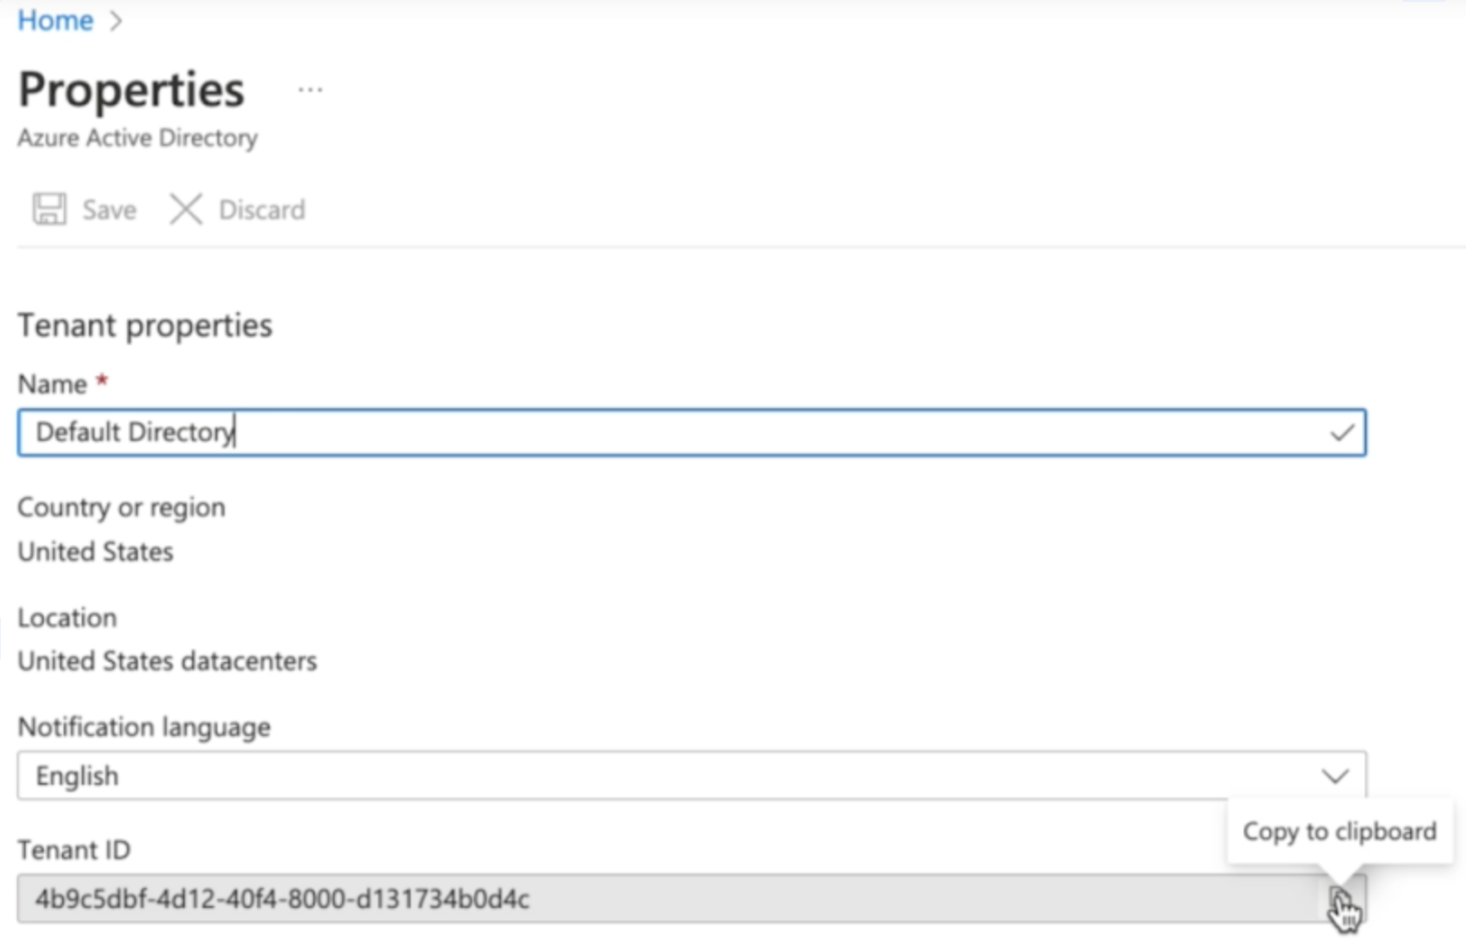 Home >
Properties ...
Azure Active Directory
Save Discard
Tenant properties
Name *
Default Directory
Country or region
United States
Location
United States datacenters
Notification language
English
Copy to clipboard
Tenant ID
4b9c5dbf-4d12-40f4-8000-d131734b0d4c